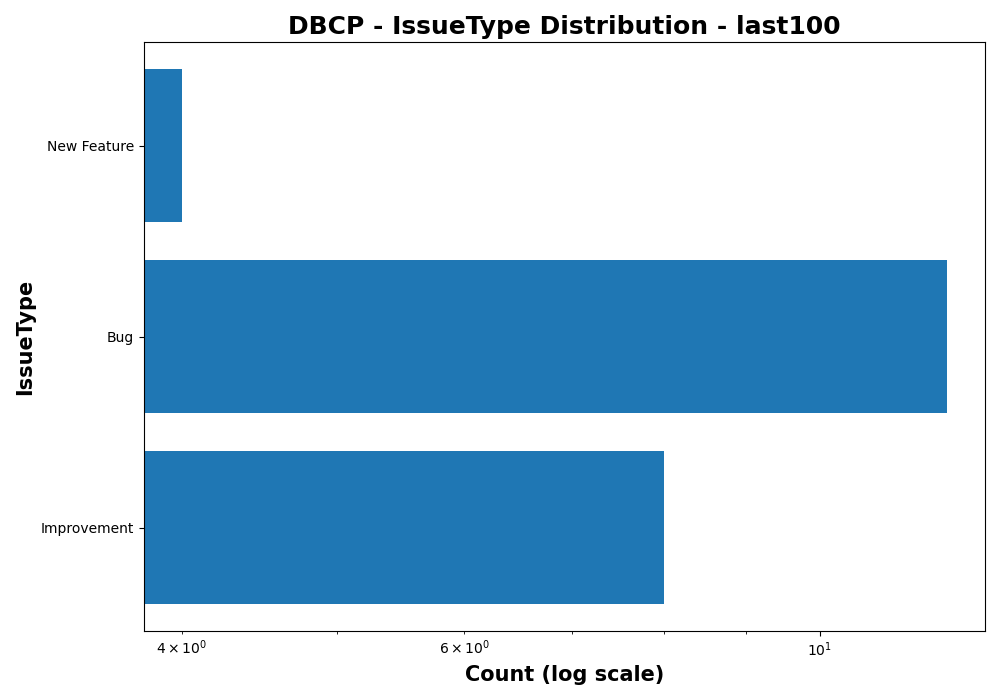 DBCP - IssueType Distribution - last100
New Feature
Bug
Improvement
IssueType
4 × 10⁰
6 × 10⁰
10¹
Count (log scale)